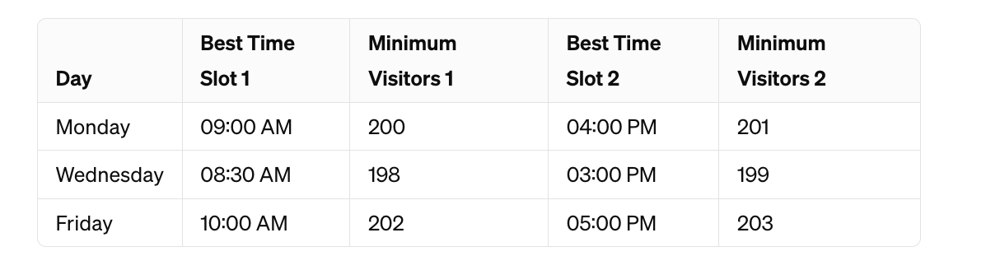 Day Best Time Slot 1 Minimum Visitors 1 Best Time Slot 2 Minimum Visitors 2
Monday 09:00 AM 200 04:00 PM 201
Wednesday 08:30 AM 198 03:00 PM 199
Friday 10:00 AM 202 05:00 PM 203